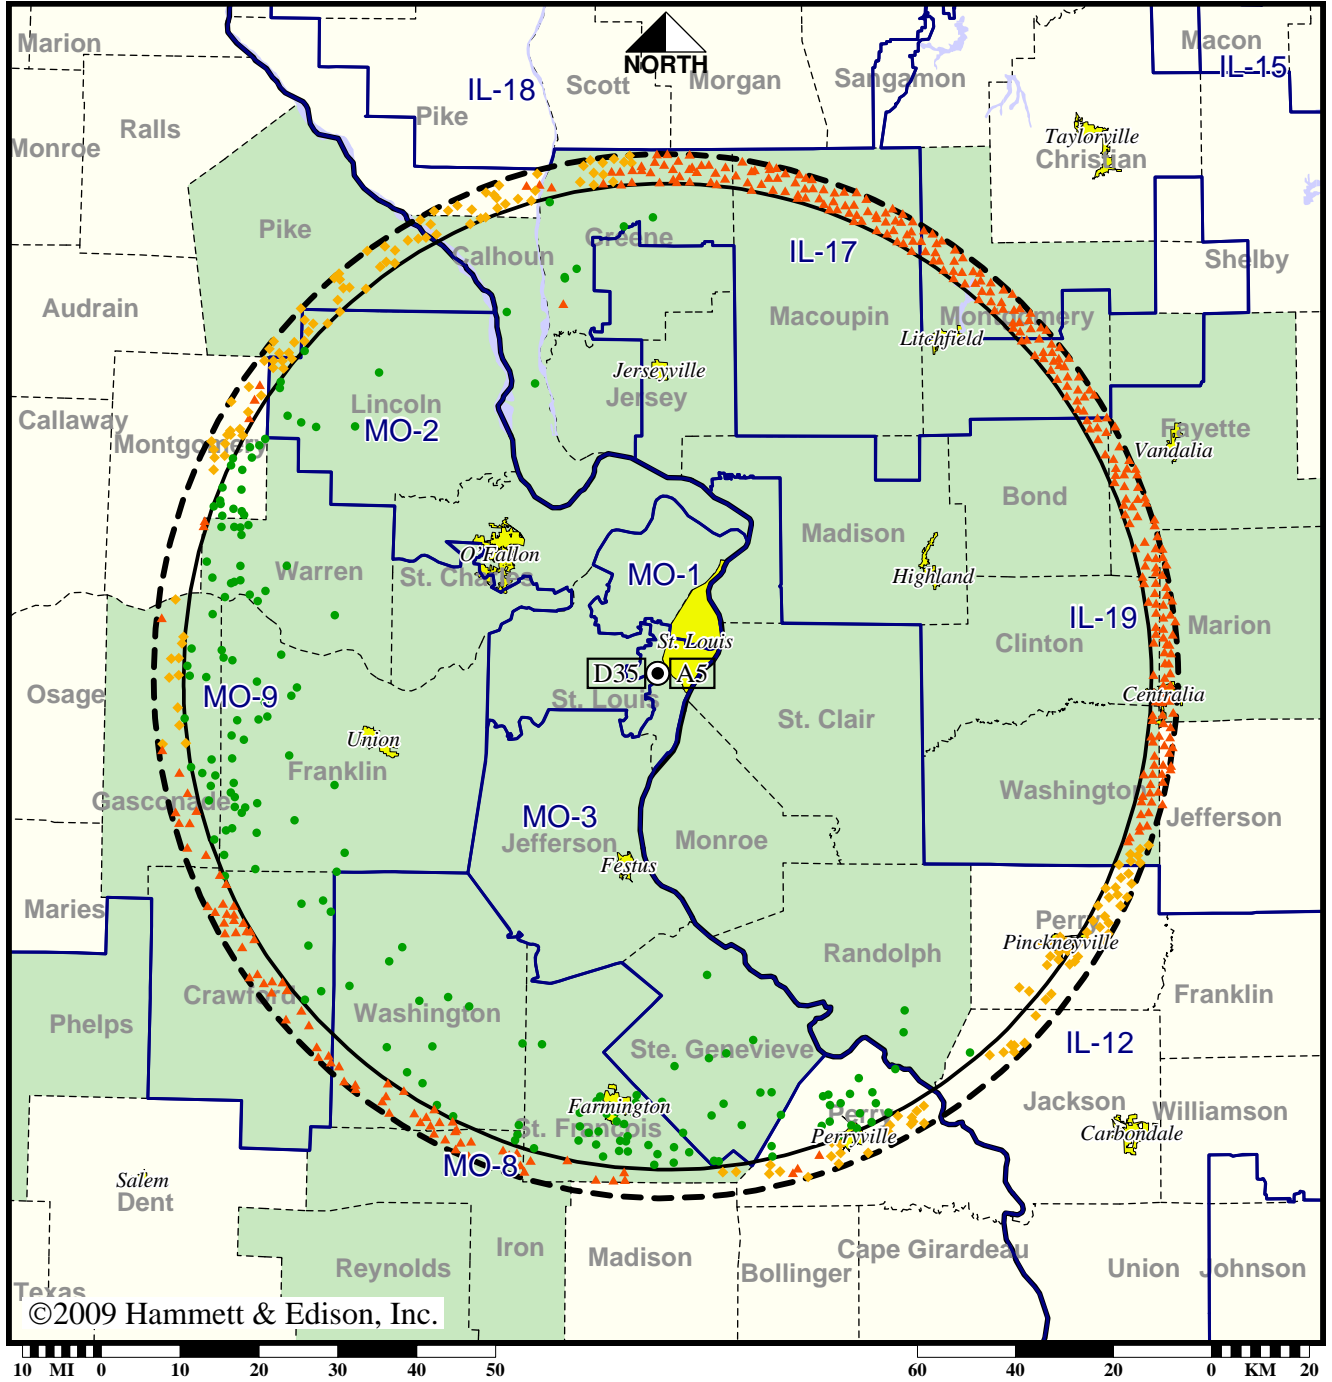 Marion
NORTH
Macon
IL-15
IL-18
Scott
Morgan
Sangamon
Pike
Ralls
Monroe
Taylorville
Christian
Pike
Greene
Calhoun
IL-17
Shelby
Audrain
Macoupin
Montgomery
Litchfield
Jerseyville
Jersey
Lincoln
MO-2
Callaway
Montgomery
Fayette
Vandalia
Bond
Madison
O'Fallon
St. Charles
Warren
MO-1
Highland
IL-19
Marion
Clinton
St. Louis
D35
A5
St. Louis
Osage
MO-9
Centralia
St. Clair
Union
Franklin
Gasconade
Washington
MO-3
Jefferson
Jefferson
Monroe
Festus
Maries
Perry
Pinckneyville
Randolph
Crawford
Franklin
Washington
Phelps
Ste. Genevieve
IL-12
Jackson
Williamson
Farmington
St. Francois
Perry
Perryville
Carbondale
MO-8
Salem
Dent
Iron
Madison
Cape Girardeau
Reynolds
Bollinger
Union
Johnson
Texas
©2009 Hammett & Edison, Inc.
10 MI 0 10 20 30 40 50
60 40 20 0 KM 20